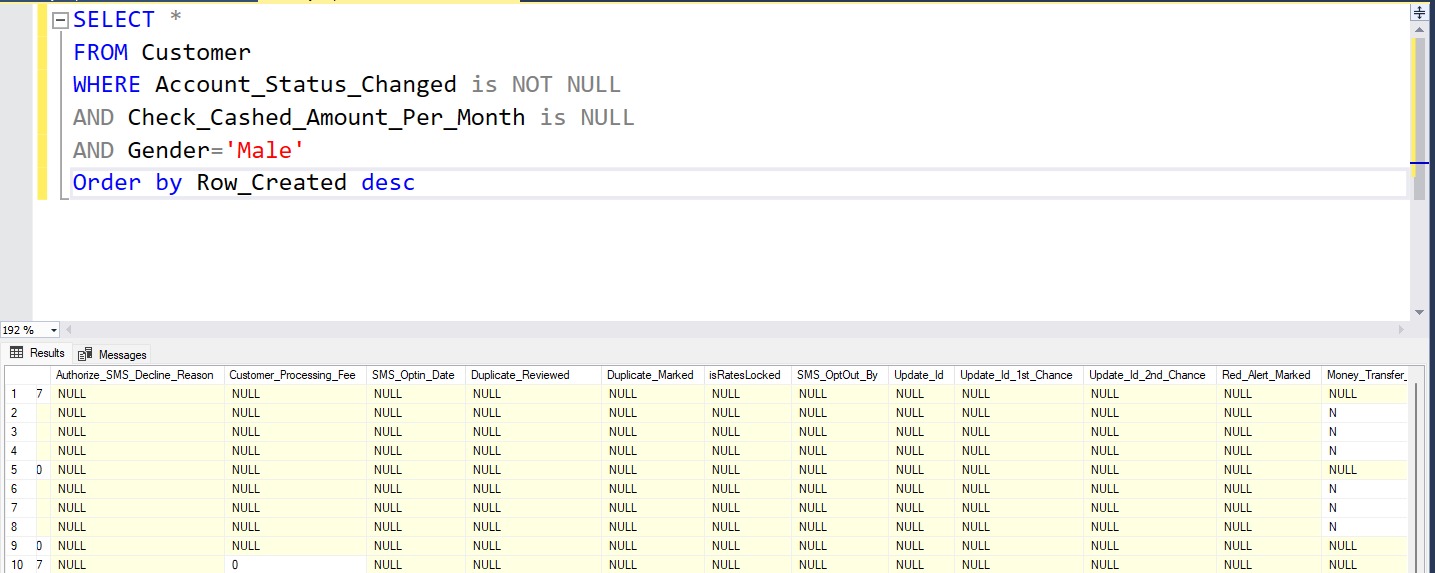 SELECT *
FROM Customer
WHERE Account_Status_Changed is NOT NULL
AND Check_Cashed_Amount_Per_Month is NULL
AND Gender='Male'
Order by Row_Created desc
192 %
Results Messages
Authorize_SMS_Decline_Reason Customer_Processing_Fee SMS_Optin_Date Duplicate_Reviewed Duplicate_Marked isRatesLocked SMS_OptOut_By Update_Id Update_Id_1st_Chance Update_Id_2nd_Chance Red_Alert_Marked Money_Transfer_
1 7 NULL NULL NULL NULL NULL NULL NULL NULL NULL NULL NULL NULL
2 NULL NULL NULL NULL NULL NULL NULL NULL NULL NULL NULL N
3 NULL NULL NULL NULL NULL NULL NULL NULL NULL NULL NULL N
4 NULL NULL NULL NULL NULL NULL NULL NULL NULL NULL NULL N
5 0 NULL NULL NULL NULL NULL NULL NULL NULL NULL NULL NULL NULL
6 NULL NULL NULL NULL NULL NULL NULL NULL NULL NULL NULL N
7 NULL NULL NULL NULL NULL NULL NULL NULL NULL NULL NULL N
8 NULL NULL NULL NULL NULL NULL NULL NULL NULL NULL NULL N
9 0 NULL NULL NULL NULL NULL NULL NULL NULL NULL NULL NULL NULL
10 7 NULL 0 NULL NULL NULL NULL NULL NULL NULL NULL NULL NULL